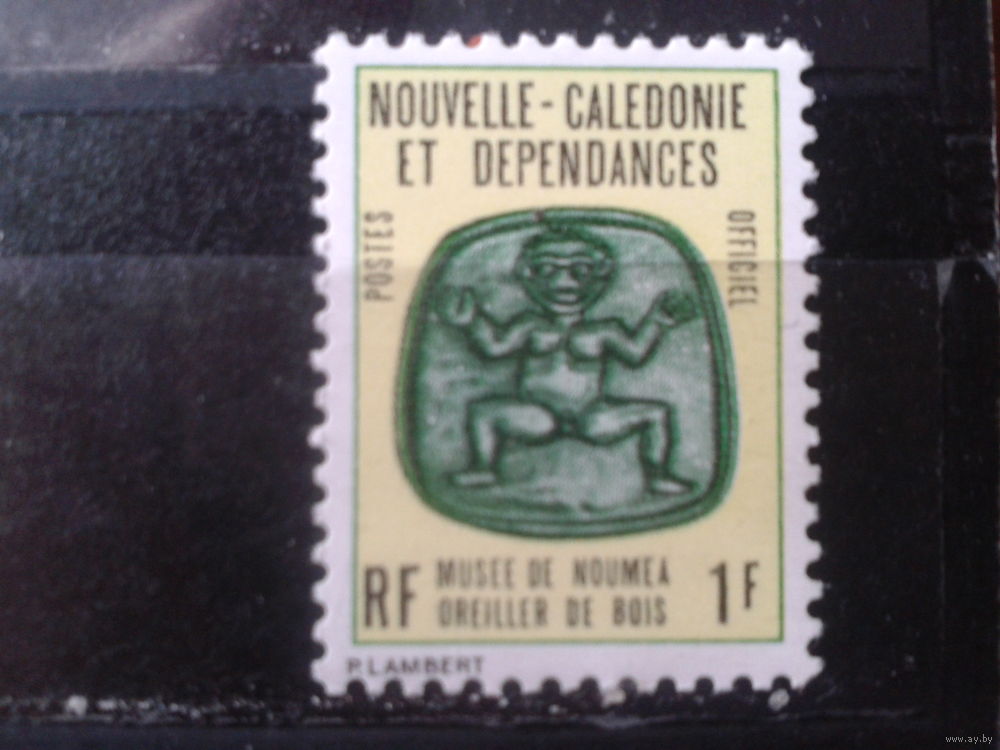 NOUVELLE-CALEDONIE
ET DEPENDANCES
POSTES
OFFICIEL
RF
MUSEE DE NOUMEA
OREILLER DE BOIS
1F
P. LAMBERT
www.ay.by